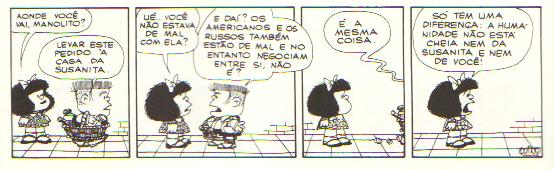 AONDE VOCÊ
VAI, MANOLITO?
LEVAR ESTE
PEDIDO À
CASA DA
SUSANITA.
UÉ. VOCÊ
NÃO ESTAVA
DE MAL
COM ELA?
E DAÍ? OS
AMERICANOS E OS
RUSSOS TAMBÉM
ESTÃO DE MAL E NO
ENTANTO NEGOCIAM
ENTRE SI, NÃO
É?
É A
MESMA
COISA.
SÓ TEM UMA
DIFERENÇA: A HUMA-
NIDADE NÃO ESTÁ
CHEIA NEM DA
SUSANITA E NEM
DE VOCÊ!